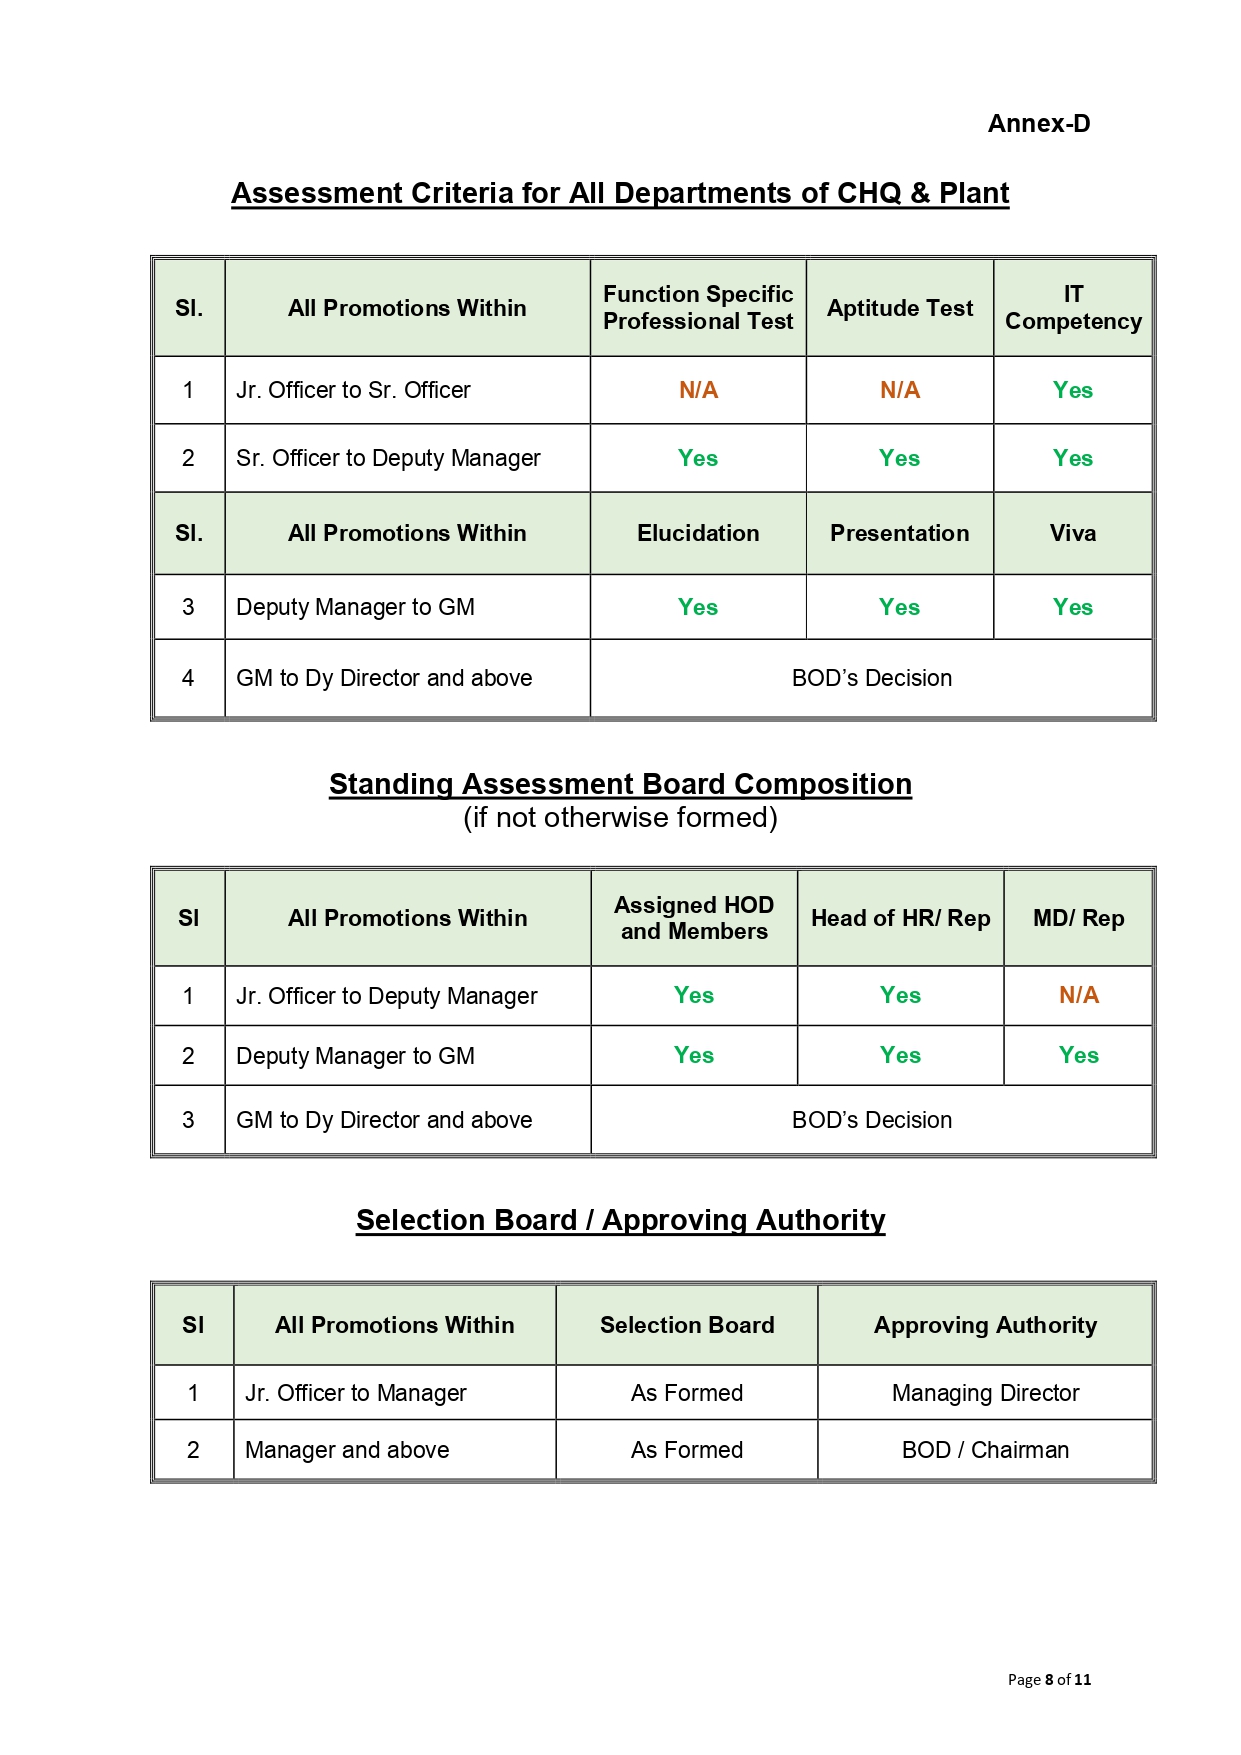 Annex-D
Assessment Criteria for All Departments of CHQ & Plant
Sl. All Promotions Within Function Specific Professional Test Aptitude Test IT Competency
1 Jr. Officer to Sr. Officer N/A N/A Yes
2 Sr. Officer to Deputy Manager Yes Yes Yes
Sl. All Promotions Within Elucidation Presentation Viva
3 Deputy Manager to GM Yes Yes Yes
4 GM to Dy Director and above BOD’s Decision
Standing Assessment Board Composition
(if not otherwise formed)
Sl All Promotions Within Assigned HOD and Members Head of HR/ Rep MD/ Rep
1 Jr. Officer to Deputy Manager Yes Yes N/A
2 Deputy Manager to GM Yes Yes Yes
3 GM to Dy Director and above BOD’s Decision
Selection Board / Approving Authority
Sl All Promotions Within Selection Board Approving Authority
1 Jr. Officer to Manager As Formed Managing Director
2 Manager and above As Formed BOD / Chairman
Page 8 of 11